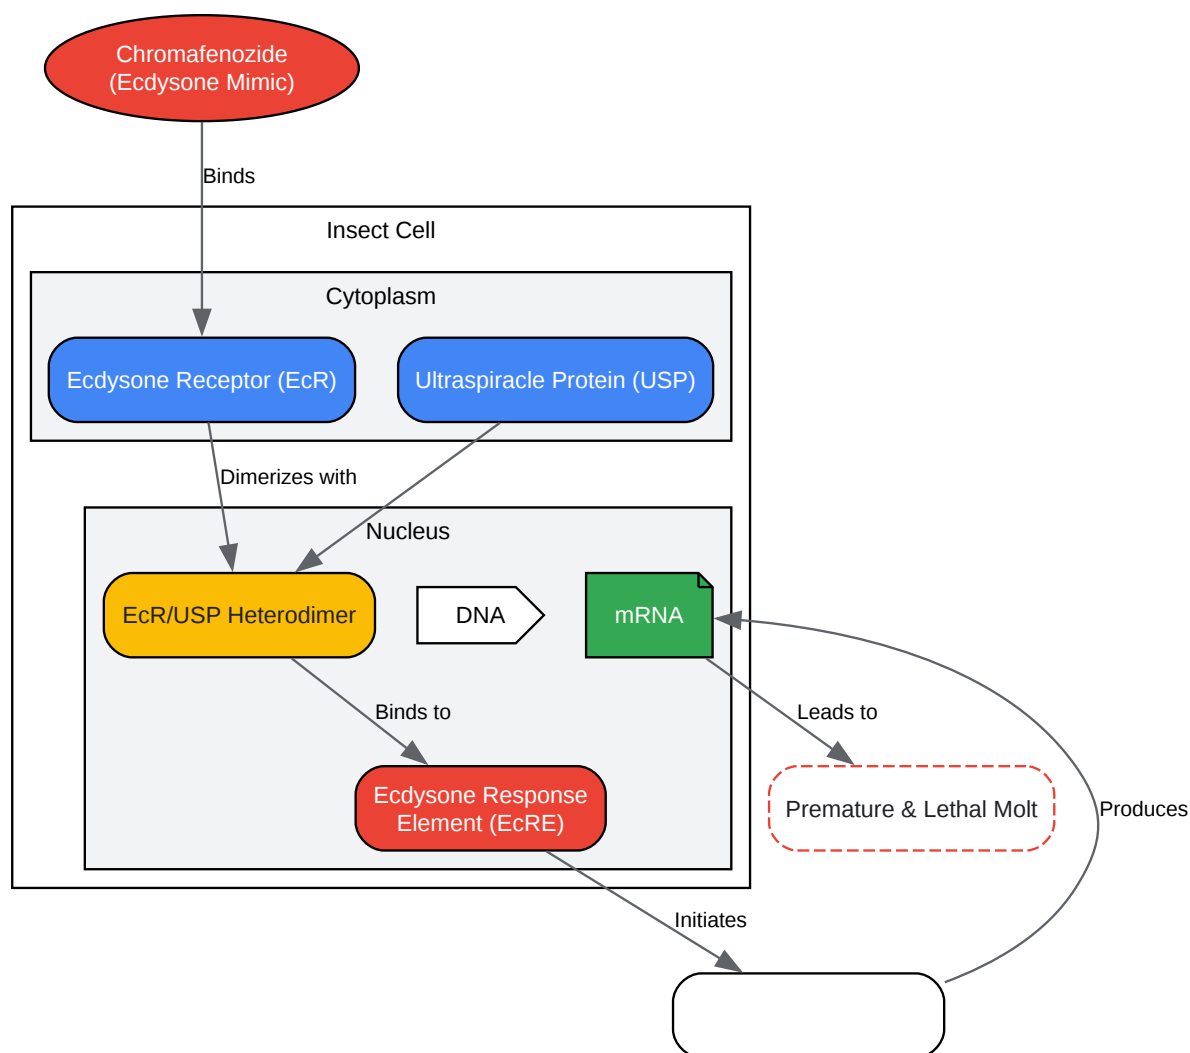 Chromafenozide
(Ecdysone Mimic)
Binds
Insect Cell
Cytoplasm
Ecdysone Receptor (EcR)
Ultraspiracle Protein (USP)
Dimerizes with
Nucleus
EcR/USP Heterodimer
DNA
mRNA
Binds to
Leads to
Ecdysone Response
Element (EcRE)
Premature & Lethal Molt
Produces
Initiates